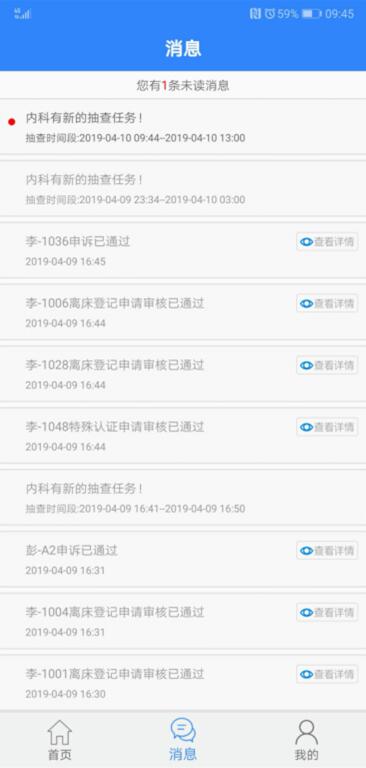 59% 09:45
消息
您有1条未读消息
内科有新的抽查任务!
抽查时间段:2019-04-10 09:44--2019-04-10 13:00
内科有新的抽查任务!
抽查时间段:2019-04-09 23:34--2019-04-10 03:00
李-1036申诉已通过
查看详情
2019-04-09 16:45
李-1006离床登记申请审核已通过
查看详情
2019-04-09 16:44
李-1028离床登记申请审核已通过
查看详情
2019-04-09 16:44
李-1048特殊认证申请审核已通过
查看详情
2019-04-09 16:44
内科有新的抽查任务!
抽查时间段:2019-04-09 16:41--2019-04-09 16:50
彭-A2申诉已通过
查看详情
2019-04-09 16:31
李-1004离床登记申请审核已通过
查看详情
2019-04-09 16:31
李-1001离床登记申请审核已通过
查看详情
2019-04-09 16:30
首页 消息 我的